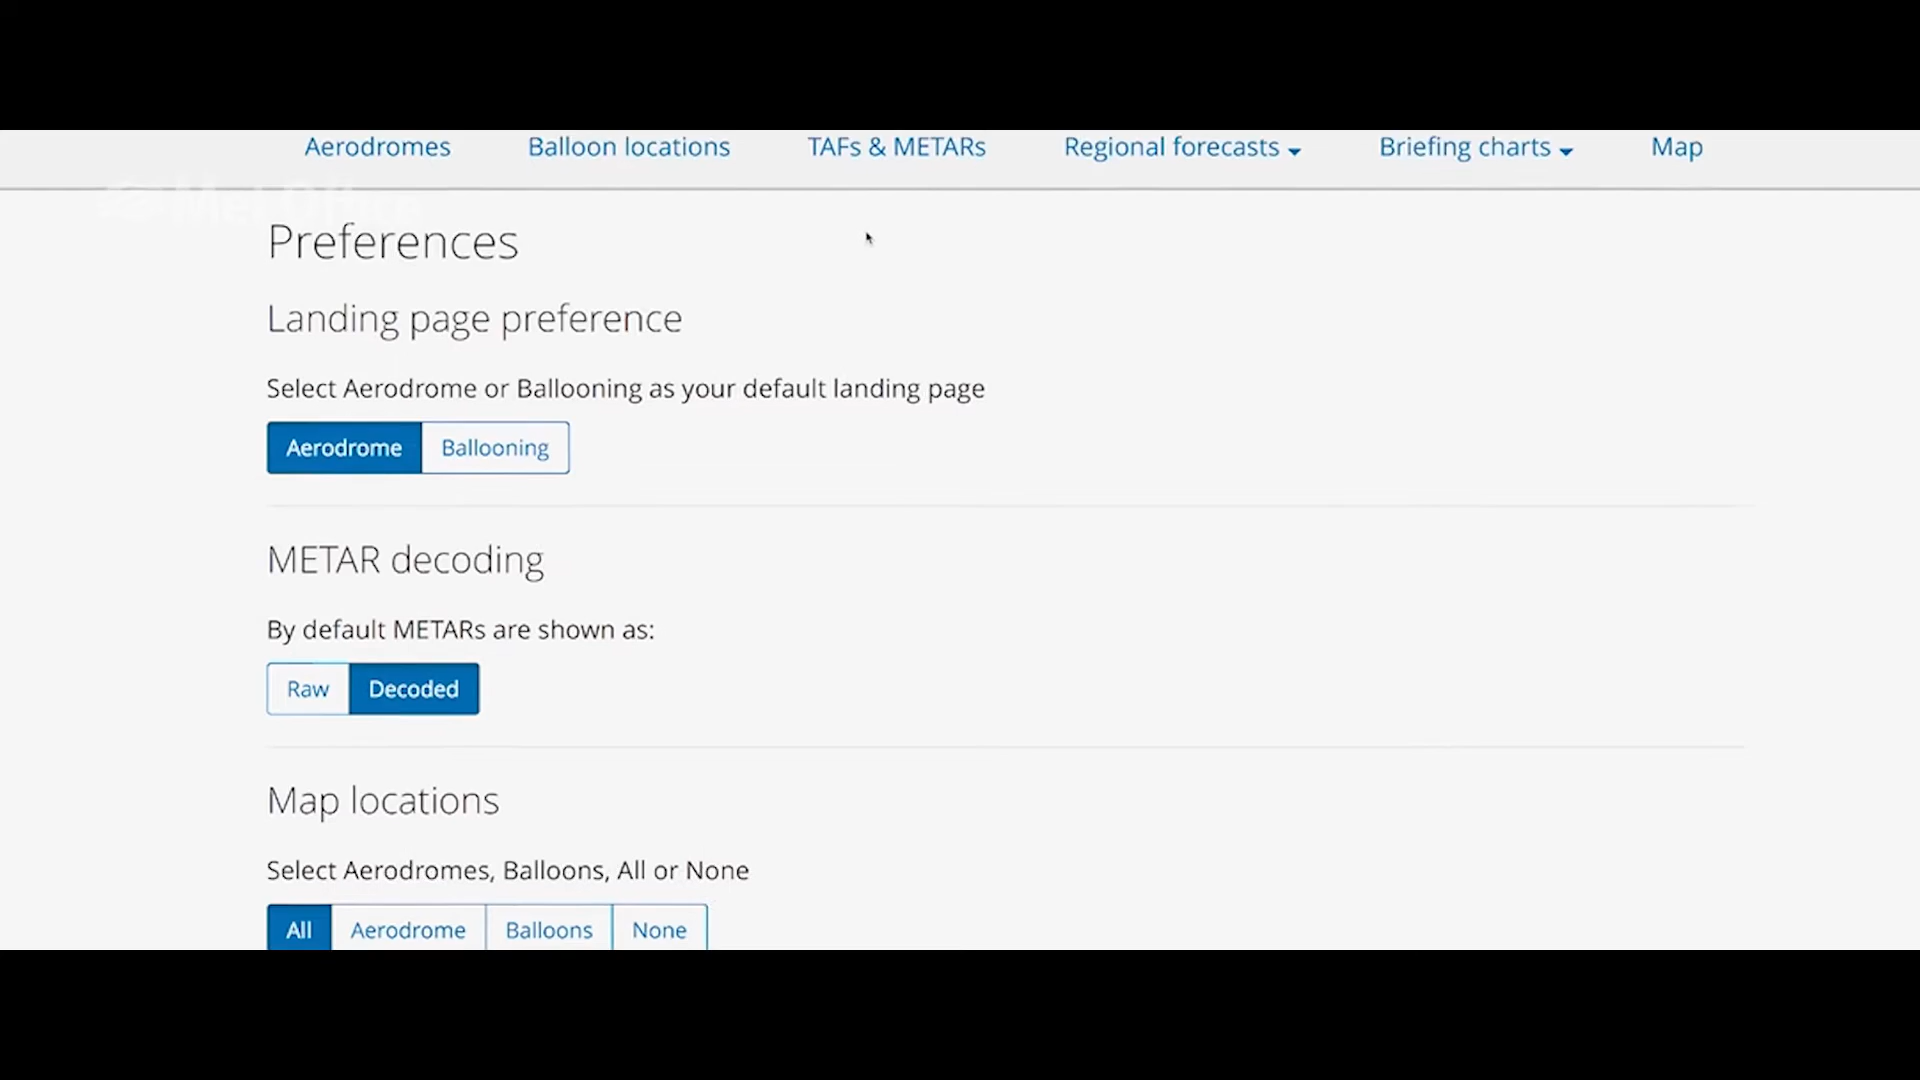 Aerodromes Balloon locations TAFs & METARs Regional forecasts Briefing charts Map
Met Office
Preferences
Landing page preference
Select Aerodrome or Ballooning as your default landing page
Aerodrome Ballooning
METAR decoding
By default METARs are shown as:
Raw Decoded
Map locations
Select Aerodromes, Balloons, All or None
All Aerodrome Balloons None